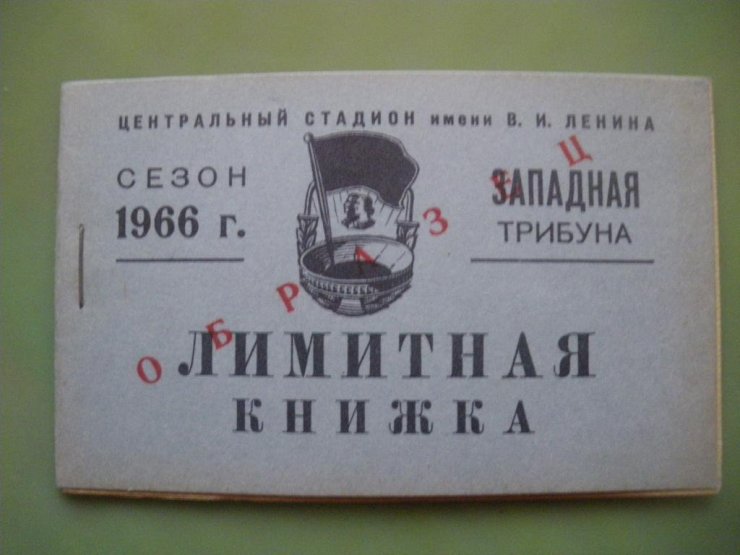 ЦЕНТРАЛЬНЫЙ СТАДИОН имени В. И. ЛЕНИНА
СЕЗОН
1966 г.
ЗАПАДНАЯ
ТРИБУНА
ОБРАЗЕЦ
ЛИМИТНАЯ
КНИЖКА